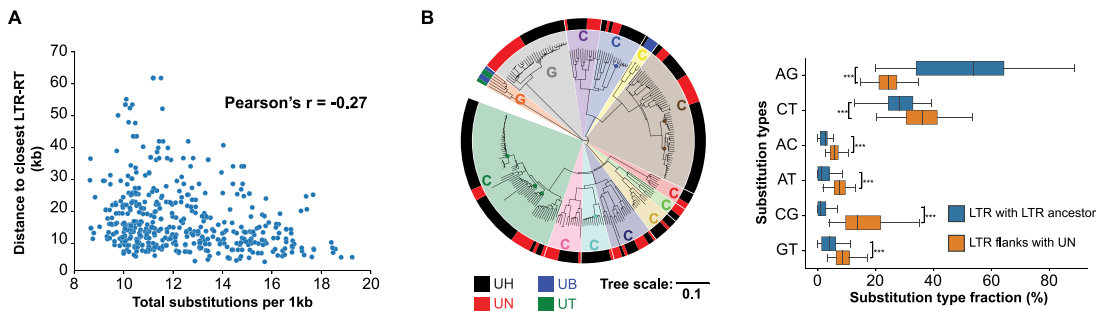 A
Distance to closest LTR-RT
(kb)
70
60
50
40
30
20
10
0
Pearson's r = -0.27
8
10
12
14
16
18
20
Total substitutions per 1kb
B
C
C
C
C
G
G
C
C
C
C
C
C
C
UH
UB
UN
UT
Tree scale:
0.1
Substitution types
AG
CT
AC
AT
CG
GT
***
***
***
***
***
***
LTR with LTR ancestor
LTR flanks with UN
0
20
40
60
80
Substitution type fraction (%)